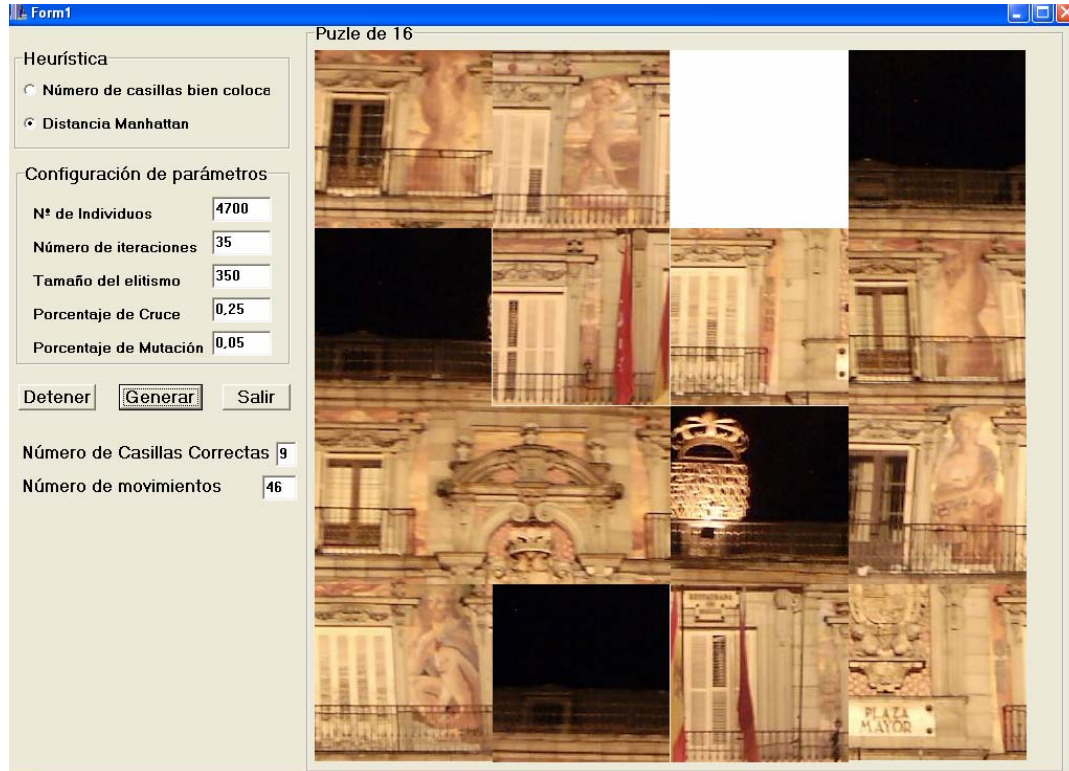 Form1
Puzle de 16
Heurística
Número de casillas bien coloca
Distancia Manhattan
Configuración de parámetros
Nº de Individuos 4700
Número de iteraciones 35
Tamaño del elitismo 350
Porcentaje de Cruce 0,25
Porcentaje de Mutación 0,05
Detener Generar Salir
Número de Casillas Correctas 9
Número de movimientos 46
PLAZA
MAYOR